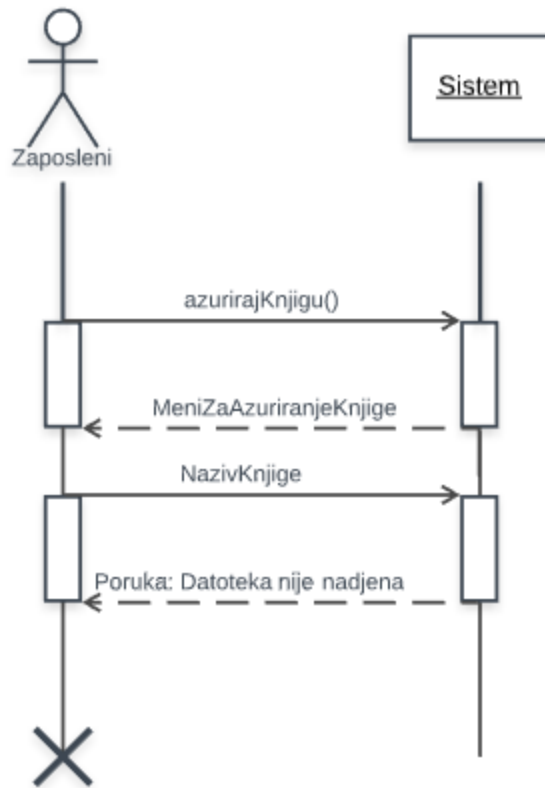 Zaposleni
Sistem
azurirajKnjigu()
MeniZaAzuriranjeKnjige
NazivKnjige
Poruka: Datoteka nije nadjena